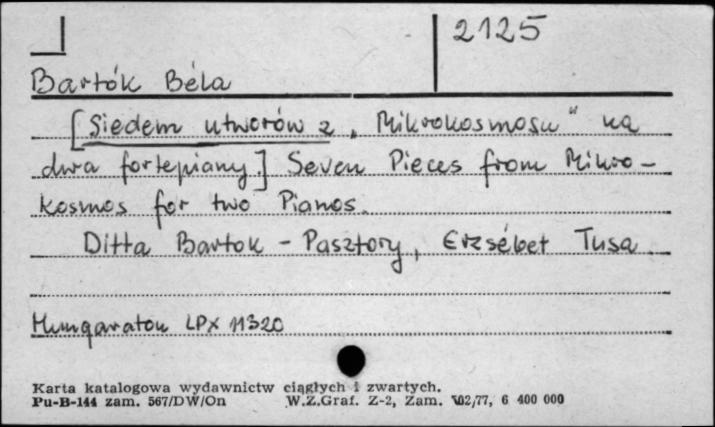 2125
Bartók Béla
[Siedem utworów z „Mikrokosmosu" na
dwa fortepiany.] Seven Pieces from Mikro-
kosmos for two Pianos.
Ditta Bartok - Pasztory, Erzsébet Tusa
Hungaraton LPX 11320
Karta katalogowa wydawnictw ciągłych i zwartych.
Pu-B-144 zam. 567/DW/On W.Z.Graf. Z-2, Zam. 102/77, 6 400 000